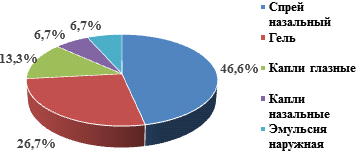 6,7%
6,7%
13,3%
46,6%
26,7%
Спрей
назальный
Гель
Капли глазные
Капли
назальные
Эмульсия
наружная